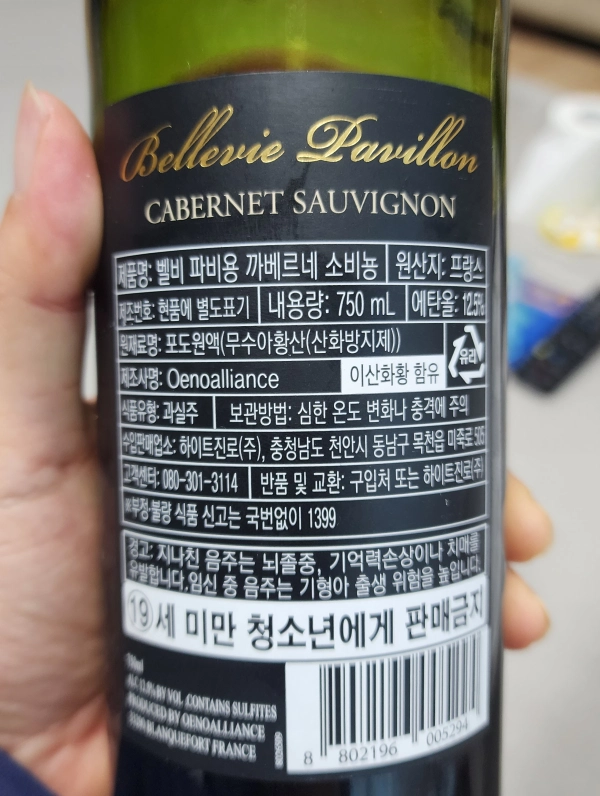 Bellevie Pavillon
CABERNET SAUVIGNON
제품명: 벨비 파비용 까베르네 소비뇽 원산지: 프랑스
제조번호: 현품에 별도표기 내용량: 750 mL 에탄올: 12.5%
원재료명: 포도원액(무수아황산(산화방지제))
유리
제조사명: Oenoalliance 이산화황 함유
식품유형: 과실주 보관방법: 심한 온도 변화나 충격에 주의
수입판매업소: 하이트진로(주), 충청남도 천안시 동남구 목천읍 미죽로 505
고객센터: 080-301-3114 반품 및 교환: 구입처 또는 하이트진로(주)
※부정·불량 식품 신고는 국번없이 1399
경고: 지나친 음주는 뇌졸중, 기억력손상이나 치매를
유발합니다.임신 중 음주는 기형아 출생 위험을 높입니다.
19세 미만 청소년에게 판매금지
750ml
BY VOL .CONTAINS SULFITES
PRODUCED BY OENOALLIANCE
BLANQUEFORT FRANCE
8 802196 005294